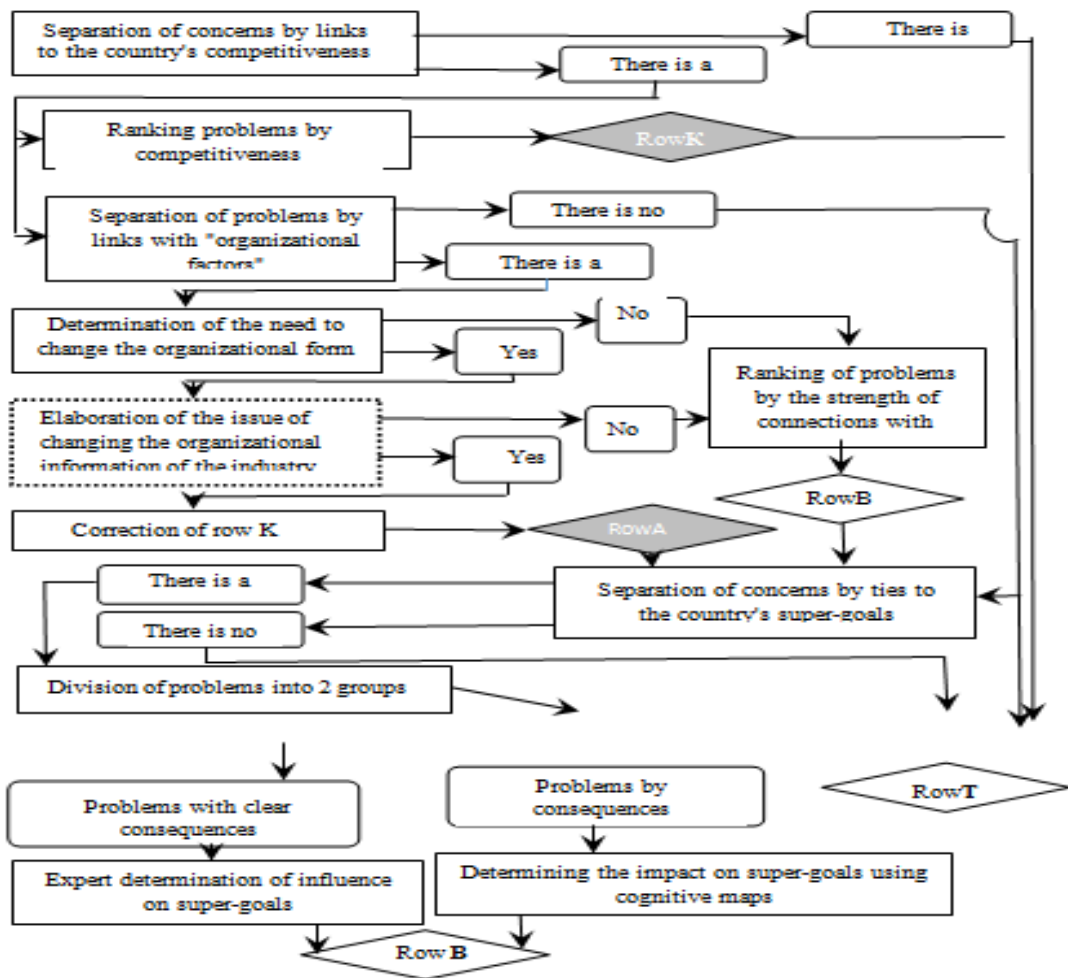 Separation of concerns by links
to the country's competitiveness
There is
There is a
Ranking problems by
competitiveness
RowK
Separation of problems by
links with "organizational
factors"
There is no
There is a
Determination of the need to
change the organizational form
No
Yes
Ranking of problems
by the strength of
connections with
Elaboration of the issue of
changing the organizational
information of the industry
No
Yes
RowB
Correction of row K
RowA
There is a
Separation of concerns by ties to
the country's super-goals
There is no
Division of problems into 2 groups
Problems with clear
consequences
Problems by
consequences
RowT
Expert determination of influence
on super-goals
Determining the impact on super-goals using
cognitive maps
Row B